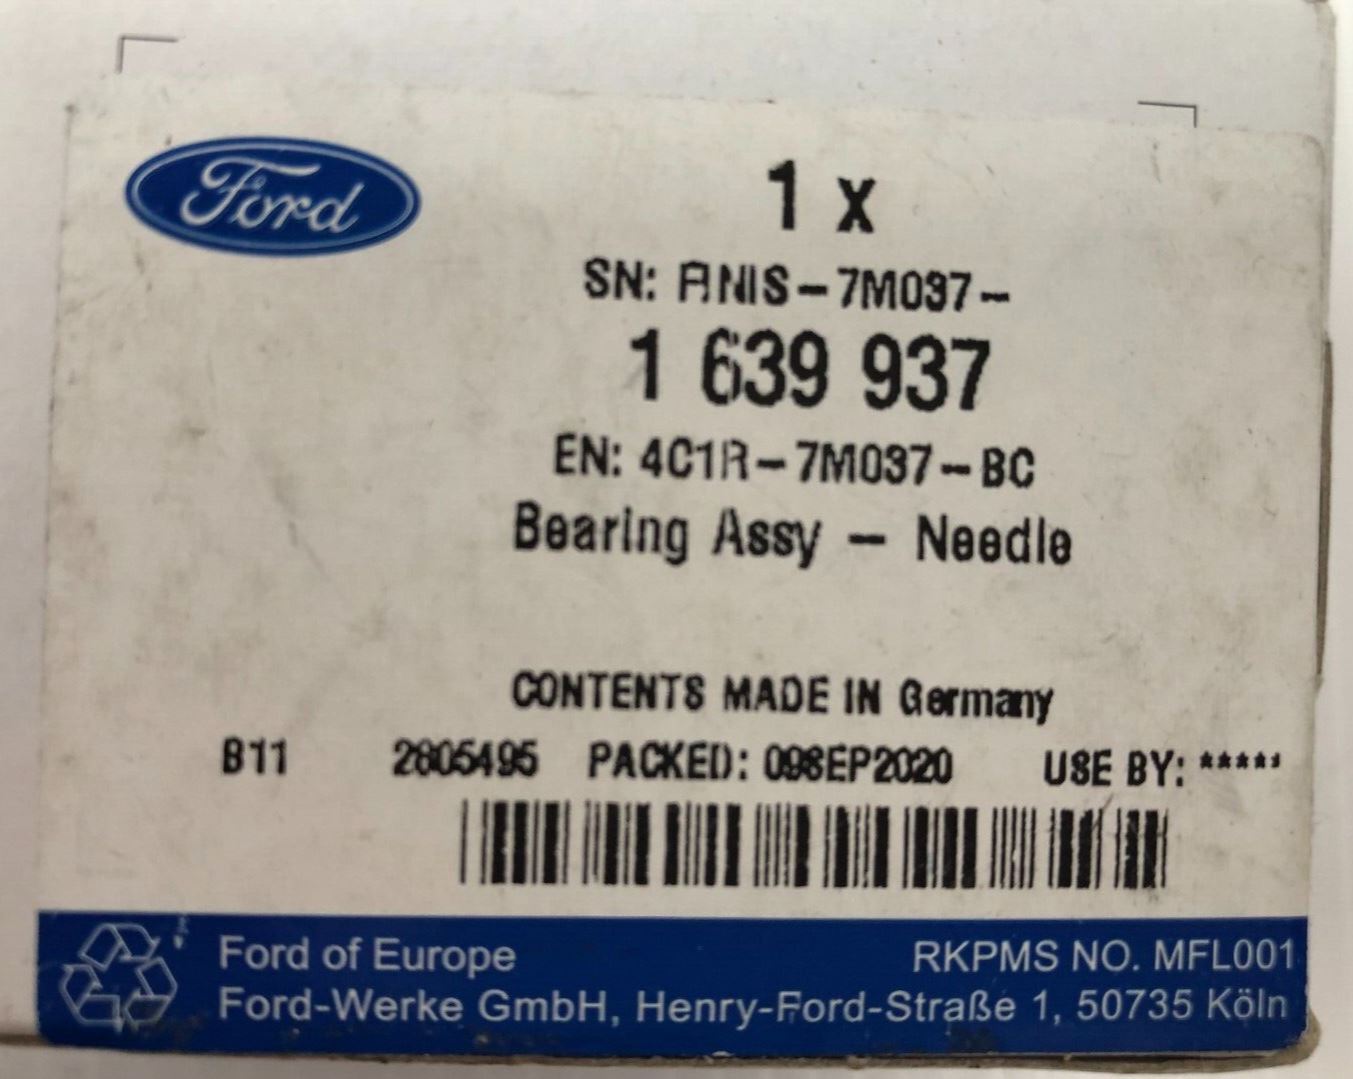 Ford
1 x
SN: FINIS-7M037-
1 639 937
EN: 4C1R-7M037-BC
Bearing Assy - Needle
CONTENTS MADE IN Germany
B11 2805495 PACKED: 09SEP2020 USE BY: *****
Ford of Europe RKPMS NO. MFL001
Ford-Werke GmbH, Henry-Ford-Straße 1, 50735 Köln